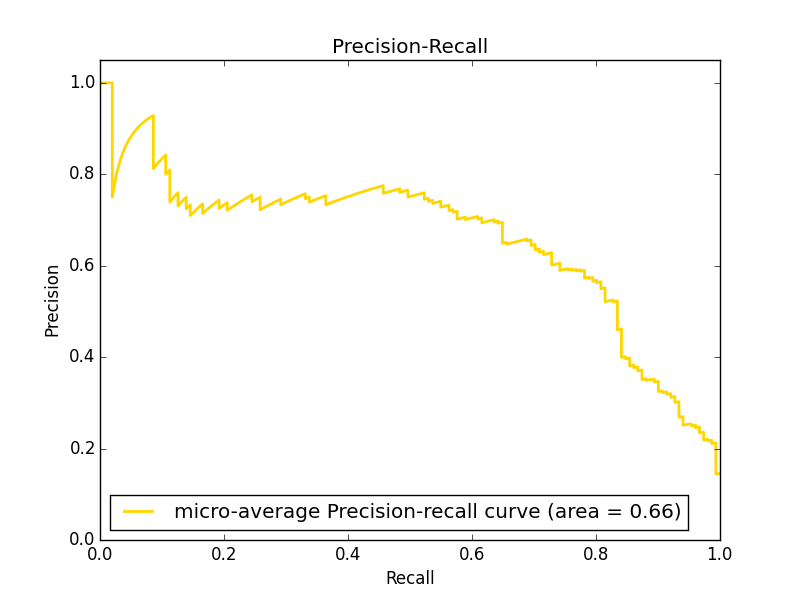 Precision-Recall
1.0
0.8
0.6
0.4
0.2
0.0
Precision
micro-average Precision-recall curve (area = 0.66)
0.0 0.2 0.4 0.6 0.8 1.0
Recall